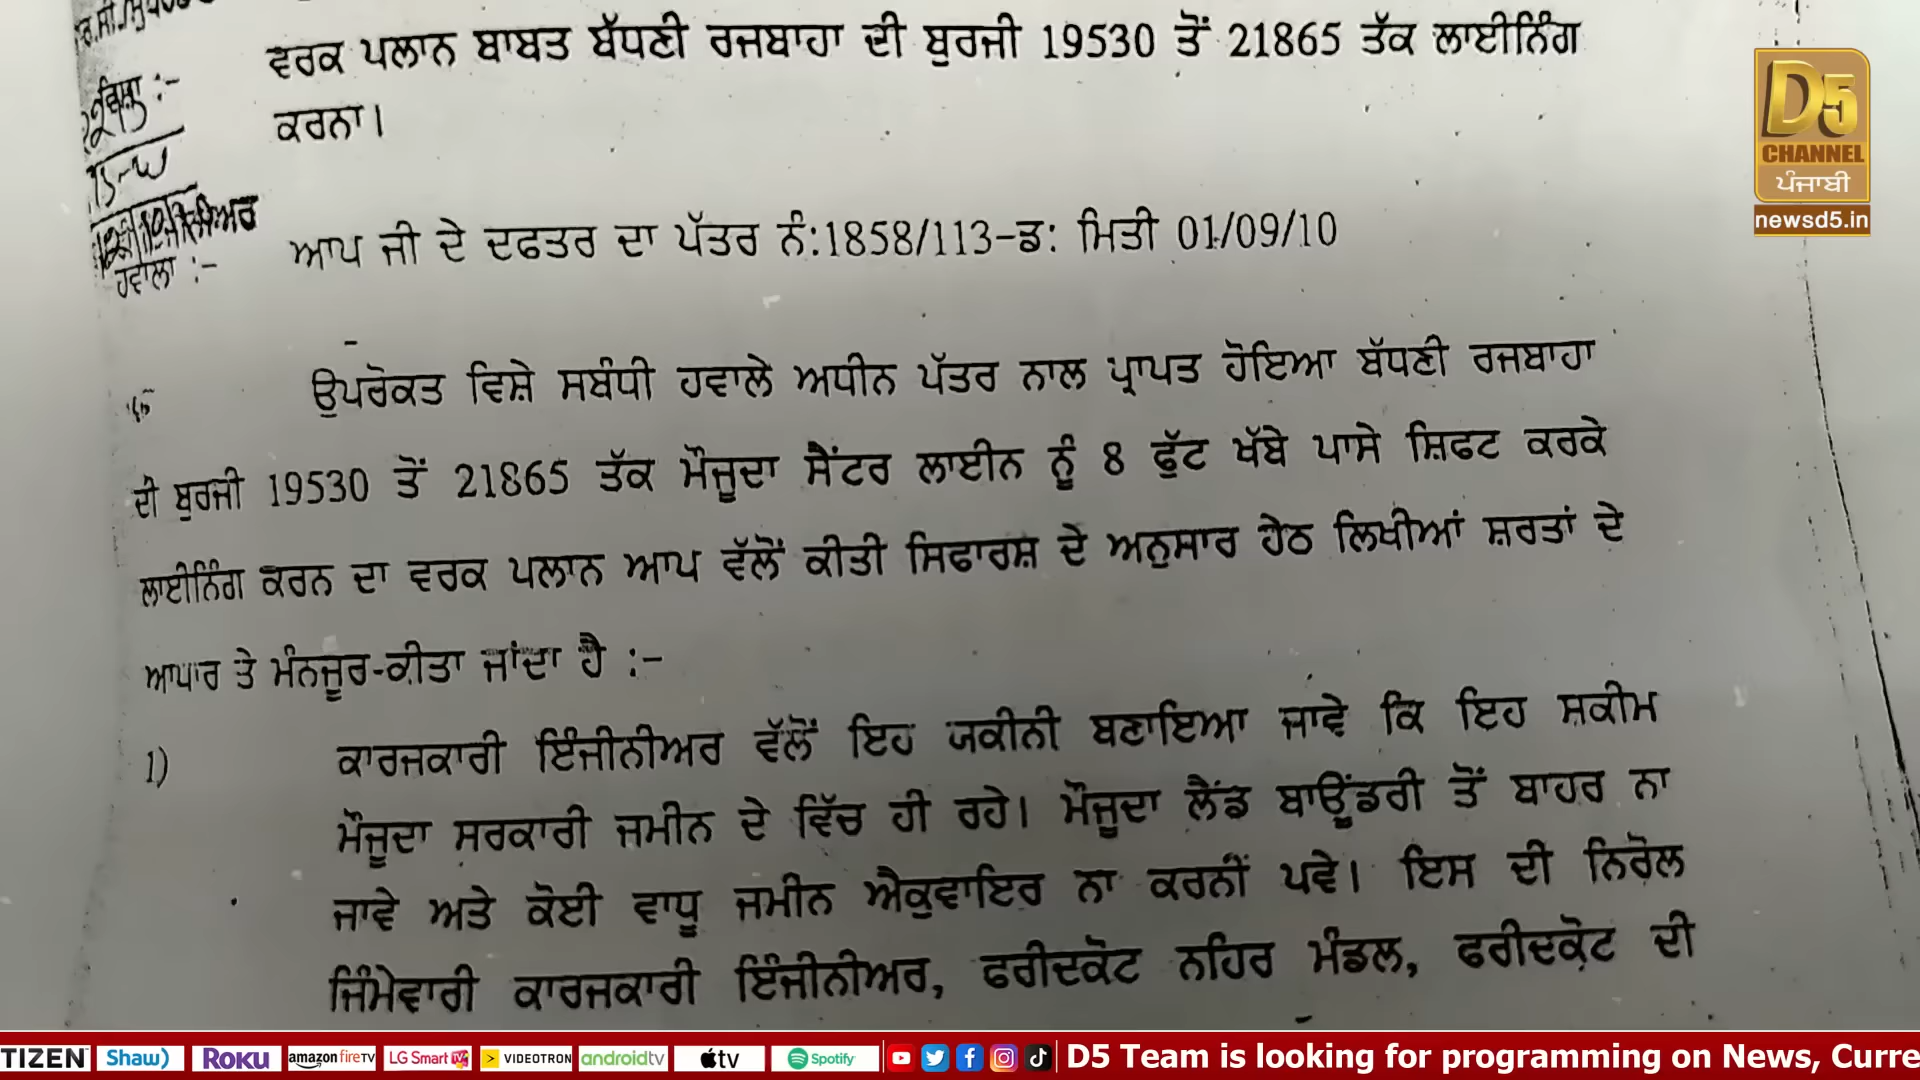 ਵਰਕ ਪਲਾਨ ਬਾਬਤ ਬੱਧਣੀ ਰਜਬਾਹਾ ਦੀ ਬੁਰਜੀ 19530 ਤੋਂ 21865 ਤੱਕ ਲਾਈਨਿੰਗ
ਕਰਨਾ।
ਹਵਾਲਾ :- ਆਪ ਜੀ ਦੇ ਦਫਤਰ ਦਾ ਪੱਤਰ ਨੰ:1858/113-ਡ: ਮਿਤੀ 01/09/10
ਉਪਰੋਕਤ ਵਿਸ਼ੇ ਸਬੰਧੀ ਹਵਾਲੇ ਅਧੀਨ ਪੱਤਰ ਨਾਲ ਪ੍ਰਾਪਤ ਹੋਇਆ ਬੱਧਣੀ ਰਜਬਾਹਾ
ਦੀ ਬੁਰਜੀ 19530 ਤੋਂ 21865 ਤੱਕ ਮੌਜੂਦਾ ਸੈਂਟਰ ਲਾਈਨ ਨੂੰ 8 ਫੁੱਟ ਖੱਬੇ ਪਾਸੇ ਸ਼ਿਫਟ ਕਰਕੇ
ਲਾਈਨਿੰਗ ਕਰਨ ਦਾ ਵਰਕ ਪਲਾਨ ਆਪ ਵੱਲੋਂ ਕੀਤੀ ਸਿਫਾਰਸ਼ ਦੇ ਅਨੁਸਾਰ ਹੇਠ ਲਿਖੀਆਂ ਸ਼ਰਤਾਂ ਦੇ
ਆਧਾਰ ਤੇ ਮੰਨਜੂਰ-ਕੀਤਾ ਜਾਂਦਾ ਹੈ :-
1) ਕਾਰਜਕਾਰੀ ਇੰਜੀਨੀਅਰ ਵੱਲੋਂ ਇਹ ਯਕੀਨੀ ਬਣਾਇਆ ਜਾਵੇ ਕਿ ਇਹ ਸਕੀਮ
ਮੌਜੂਦਾ ਸਰਕਾਰੀ ਜਮੀਨ ਦੇ ਵਿੱਚ ਹੀ ਰਹੇ। ਮੌਜੂਦਾ ਲੈਂਡ ਬਾਊਂਡਰੀ ਤੋਂ ਬਾਹਰ ਨਾ
ਜਾਵੇ ਅਤੇ ਕੋਈ ਵਾਧੂ ਜਮੀਨ ਐਕੁਵਾਇਰ ਨਾ ਕਰਨੀਂ ਪਵੇ। ਇਸ ਦੀ ਨਿਰੋਲ
ਜਿੰਮੇਵਾਰੀ ਕਾਰਜਕਾਰੀ ਇੰਜੀਨੀਅਰ, ਫਰੀਦਕੋਟ ਨਹਿਰ ਮੰਡਲ, ਫਰੀਦਕੋਟ ਦੀ
D5
CHANNEL
ਪੰਜਾਬੀ
newsd5.in
TIZEN Shaw) ROKU amazon fireTV LG Smart TV VIDEOTRON androidtv tv Spotify D5 Team is looking for programming on News, Curre